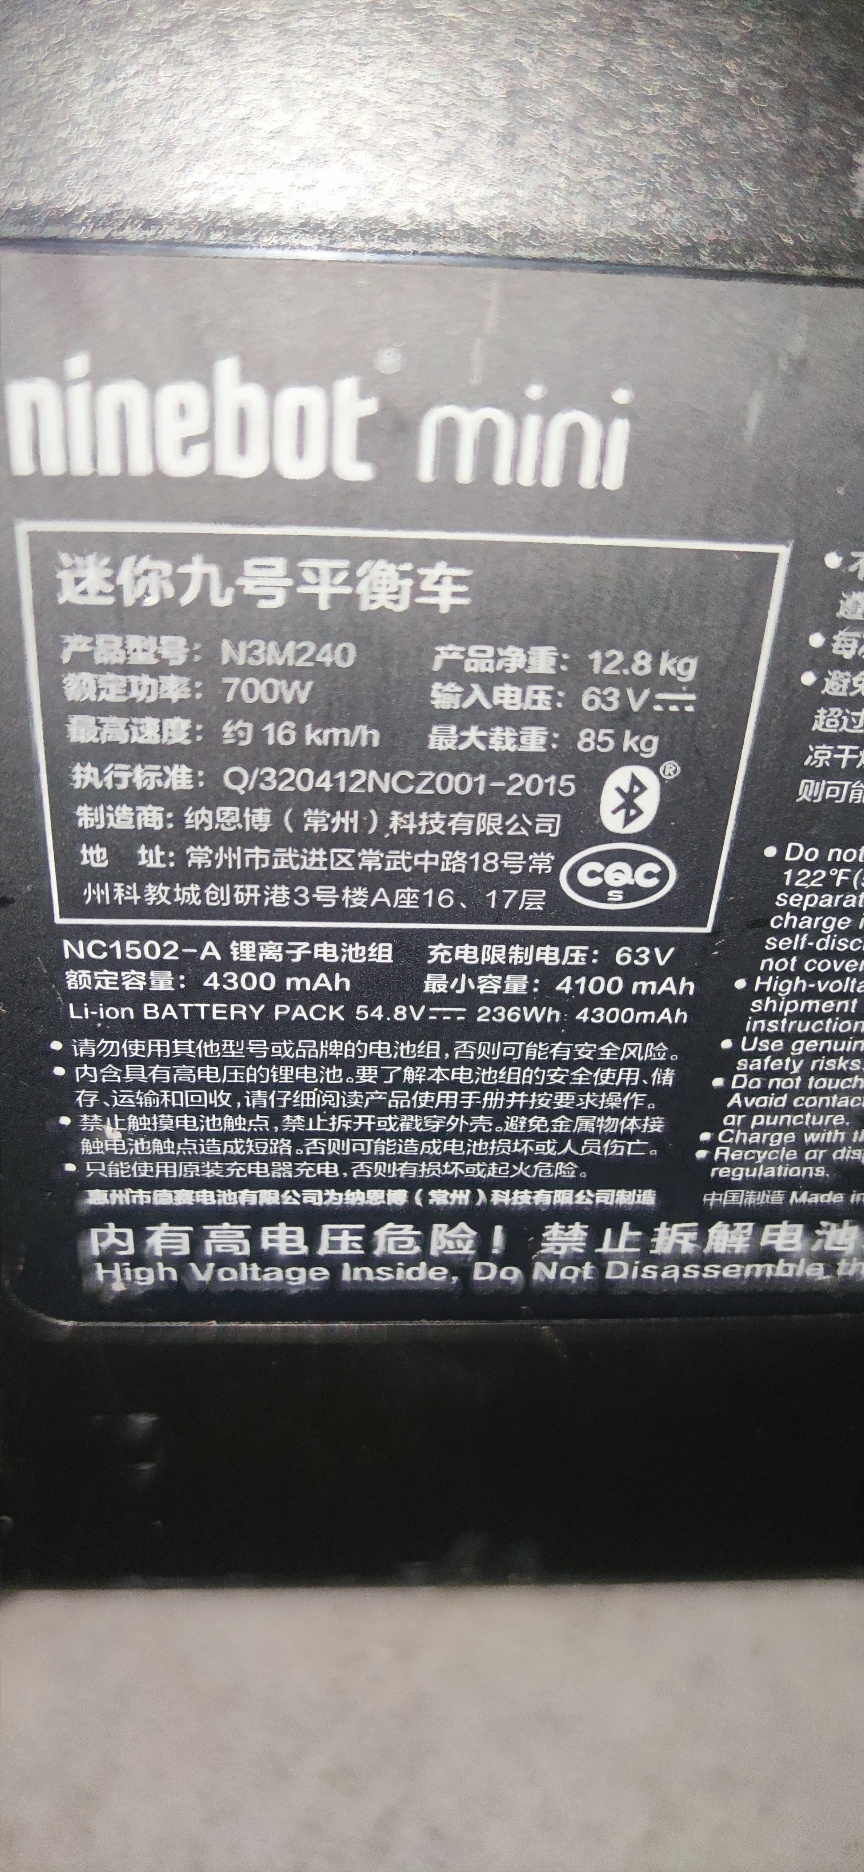 ninebot® mini
迷你九号平衡车
产品型号: N3M240 产品净重: 12.8 kg
额定功率: 700W 输入电压: 63V⎓
最高速度: 约 16 km/h 最大载重: 85 kg
执行标准: Q/320412NCZ001-2015
®
制造商: 纳恩博（常州）科技有限公司
地 址: 常州市武进区常武中路18号常
州科教城创研港3号楼A座16、17层
CQC
S
NC1502-A 锂离子电池组 充电限制电压: 63V
额定容量: 4300 mAh 最小容量: 4100 mAh
Li-ion BATTERY PACK 54.8V⎓ 236Wh 4300mAh
• 请勿使用其他型号或品牌的电池组,否则可能有安全风险。
• 内含具有高电压的锂电池。要了解本电池组的安全使用、储
存、运输和回收,请仔细阅读产品使用手册并按要求操作。
• 禁止触摸电池触点,禁止拆开或戳穿外壳。避免金属物体接
触电池触点造成短路。否则可能造成电池损坏或人员伤亡。
• 只能使用原装充电器充电,否则有损坏或起火危险。
惠州市德赛电池有限公司为纳恩博（常州）科技有限公司制造
内有高电压危险! 禁止拆解电池
High Voltage Inside, Do Not Disassemble th
• 不
• 每
• 避免
超过
凉干
则可能
• Do not
122°F(
separat
charge
self-disc
not cover
• High-volta
shipment
instruction
• Use genuin
safety risks.
• Do not touch
Avoid contac
or puncture.
• Charge with th
• Recycle or disp
regulations.
中国制造 Made in